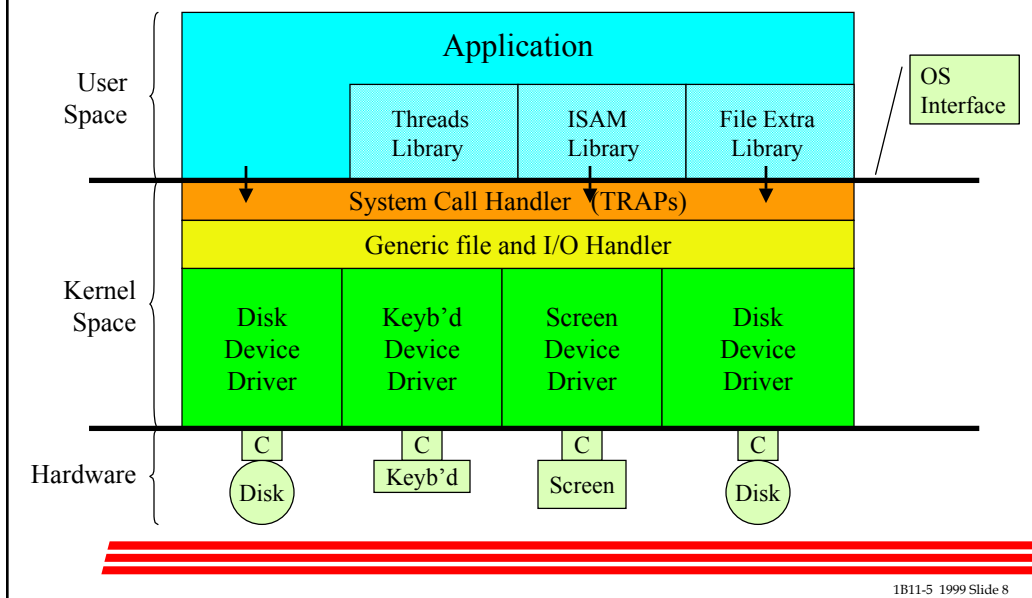 Application
User
Space
Threads
Library
ISAM
Library
File Extra
Library
OS
Interface
System Call Handler (TRAPs)
Generic file and I/O Handler
Kernel
Space
Disk
Device
Driver
Keyb’d
Device
Driver
Screen
Device
Driver
Disk
Device
Driver
Hardware
C
C
C
C
Disk
Keyb’d
Screen
Disk
1B11-5 1999 Slide 8